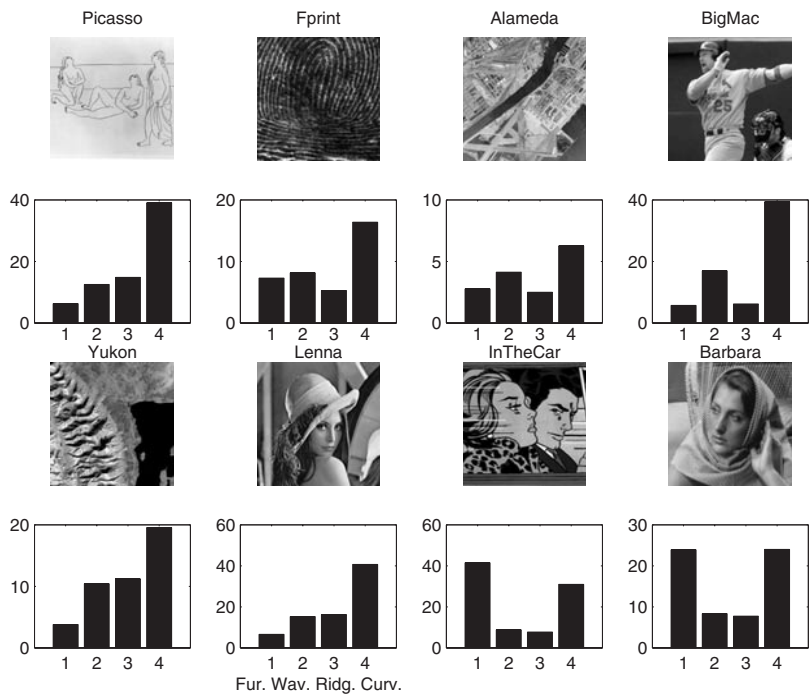 Picasso Fprint Alameda BigMac
25
40 20 10 40
20 10 5 20
0 0 0 0
1 2 3 4 1 2 3 4 1 2 3 4 1 2 3 4
Yukon Lenna InTheCar Barbara
20 60 60 30
40 40 20
10
20 20 10
0 0 0 0
1 2 3 4 1 2 3 4 1 2 3 4 1 2 3 4
Fur. Wav. Ridg. Curv.